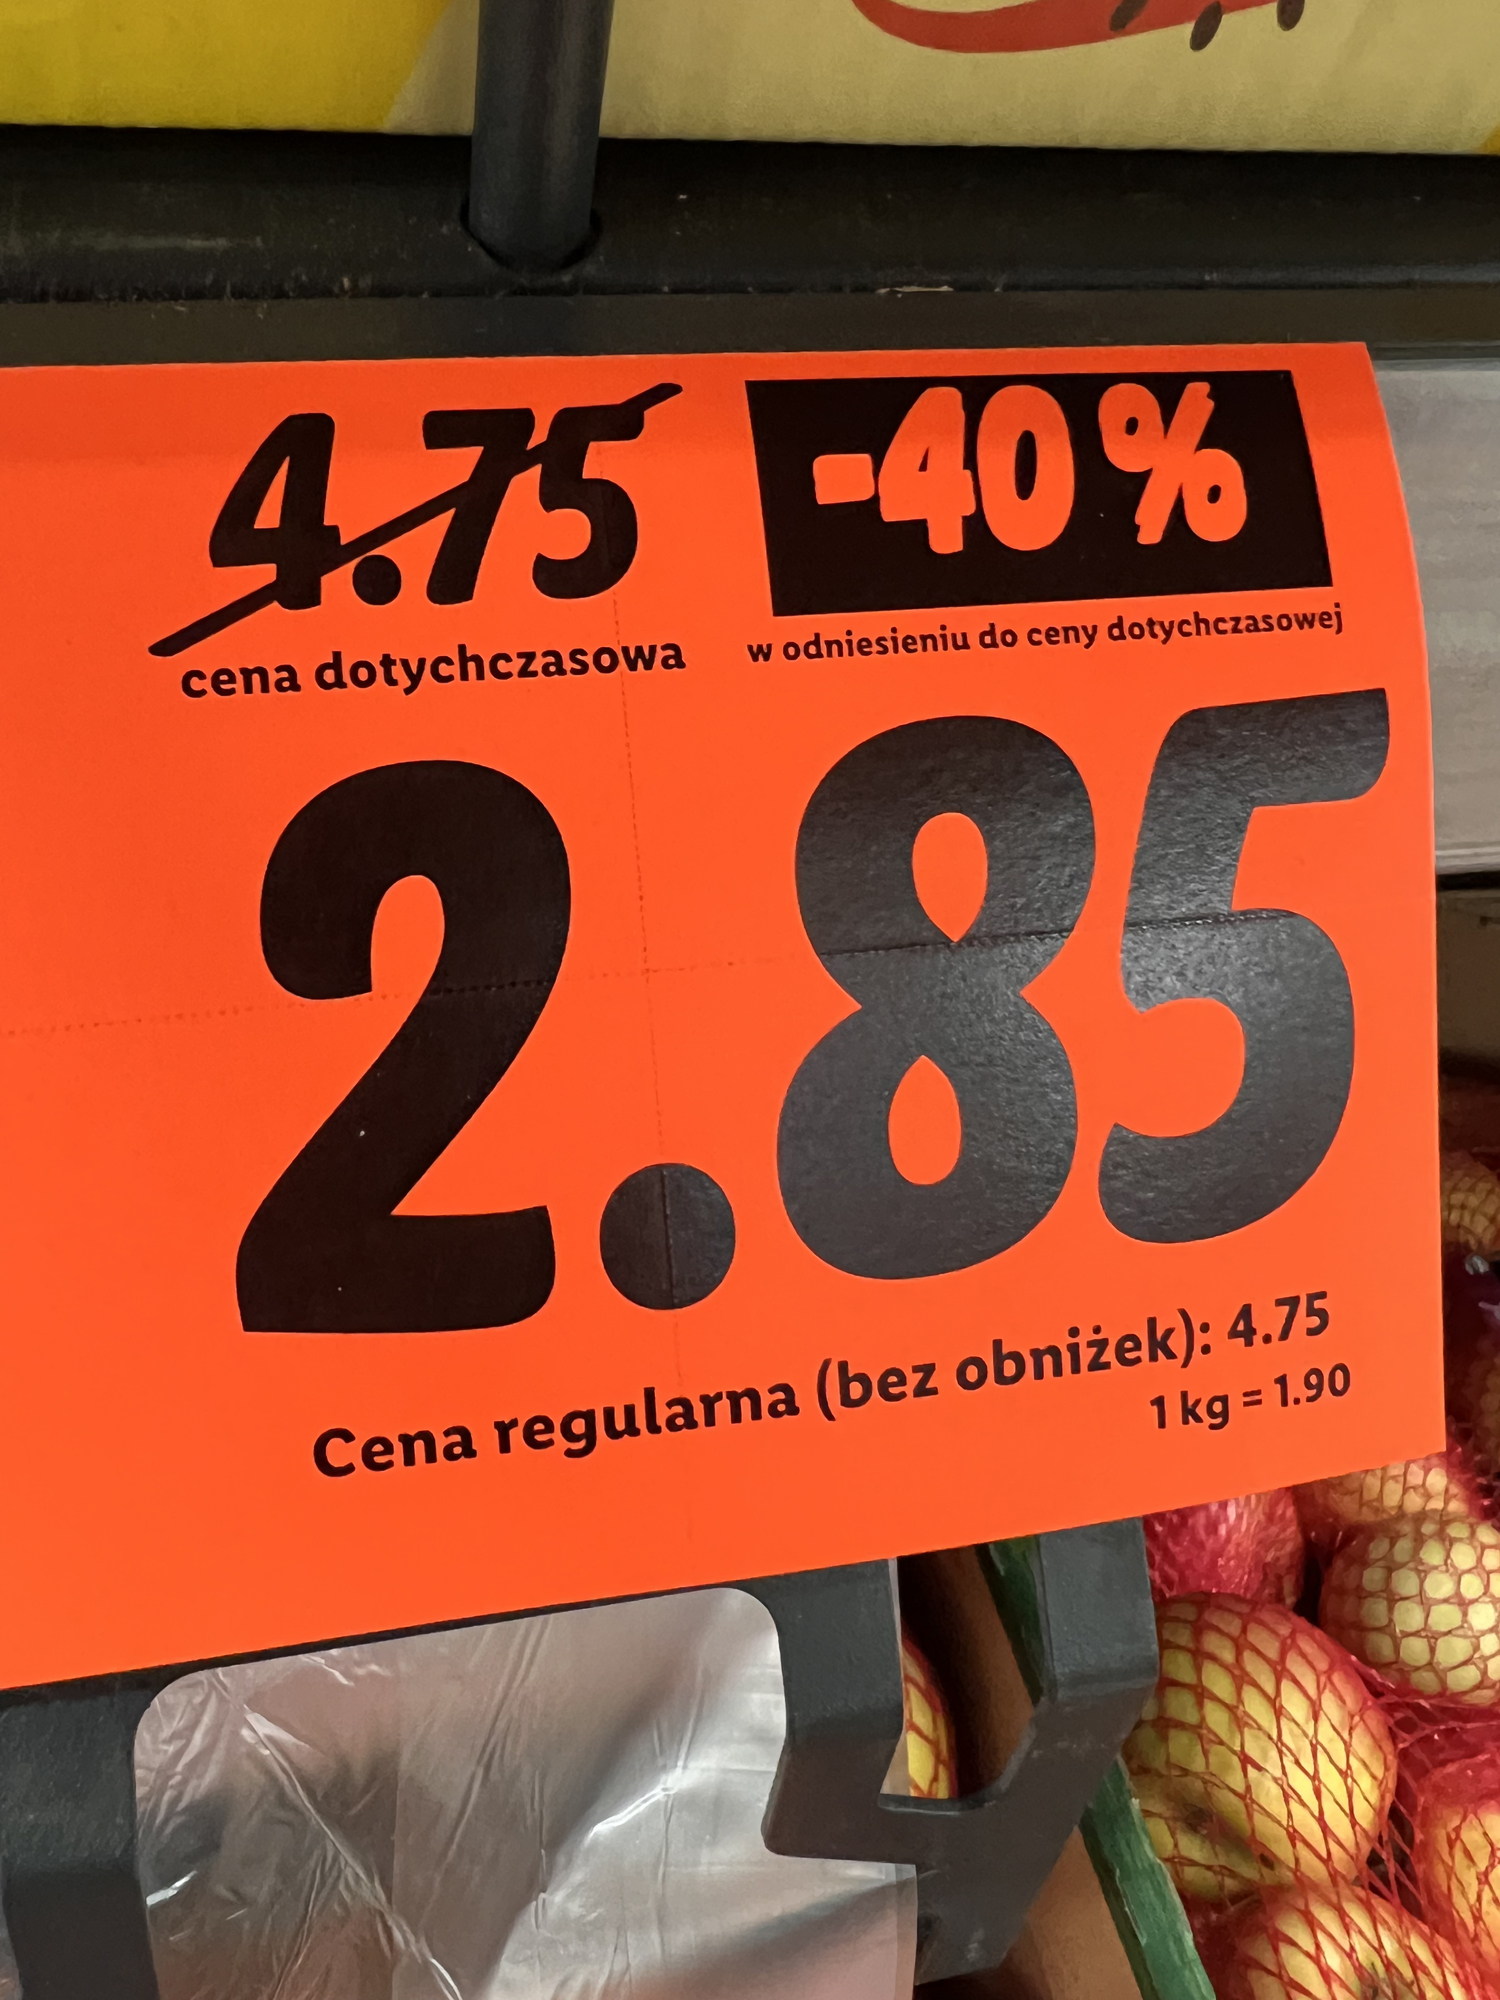 4.75
-40%
cena dotychczasowa
w odniesieniu do ceny dotychczasowej
2.85
Cena regularna (bez obniżek): 4.75
1 kg = 1.90